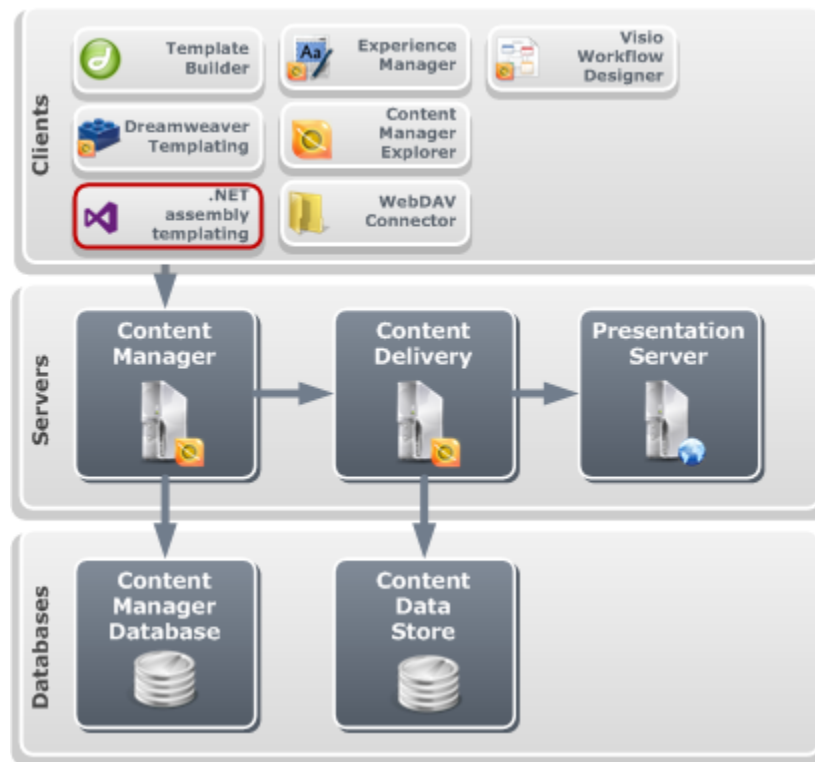 Clients
Template
Builder
Experience
Manager
Visio
Workflow
Designer
Dreamweaver
Templating
Content
Manager
Explorer
.NET
assembly
templating
WebDAV
Connector
Servers
Content
Manager
Content
Delivery
Presentation
Server
Databases
Content
Manager
Database
Content
Data
Store